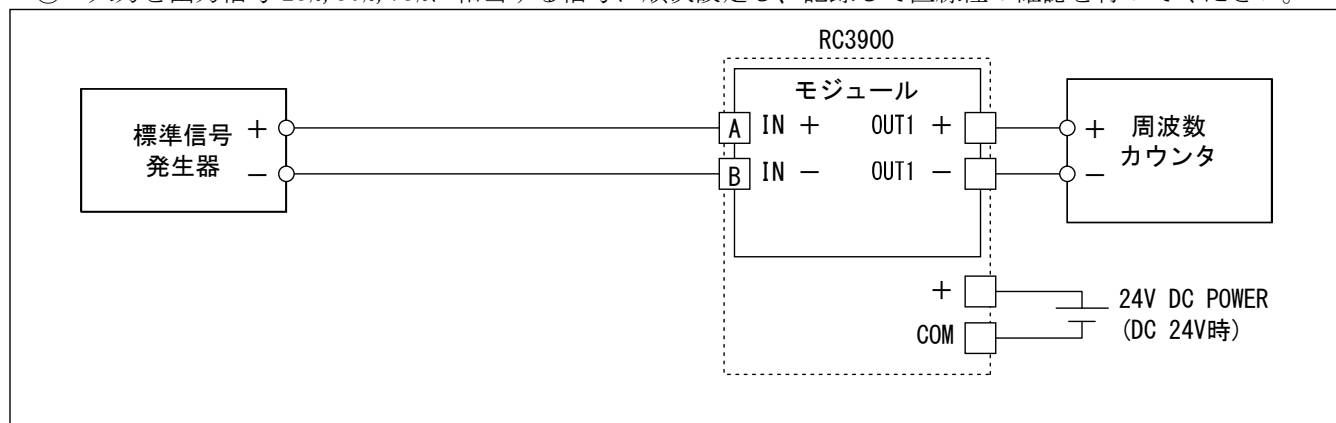 RC3900
モジュール
標準信号
発生器
+
−
A IN + OUT1 +
B IN − OUT1 −
+
−
周波数
カウンタ
+
COM
24V DC POWER
(DC 24V時)